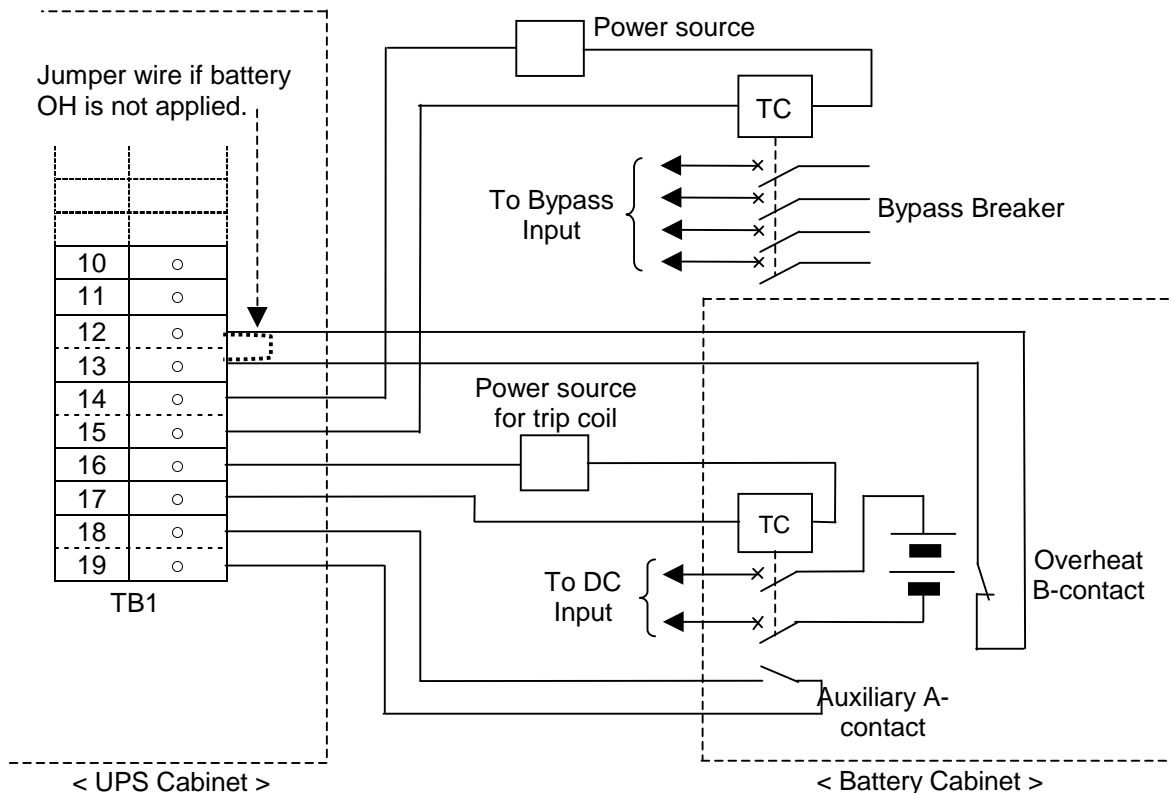 Power source
Jumper wire if battery
OH is not applied.
TC
To Bypass
Input
Bypass Breaker
10
11
12
13
14
15
16
17
18
19
TB1
Power source
for trip coil
TC
To DC
Input
Overheat
B-contact
Auxiliary A-
contact
< UPS Cabinet >
< Battery Cabinet >